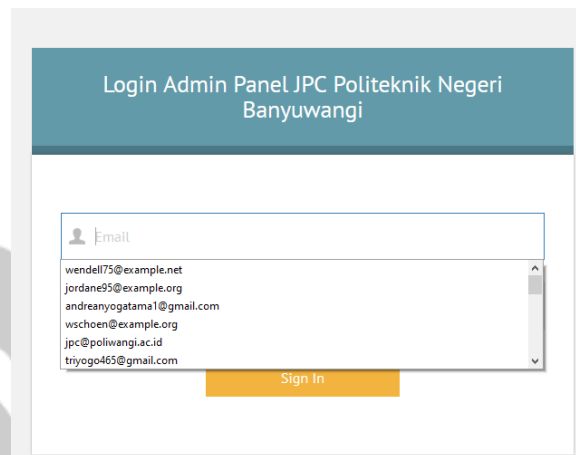 Login Admin Panel JPC Politeknik Negeri
Banyuwangi
Email
wendell75@example.net
jordane95@example.org
andreanyogatama1@gmail.com
wschoen@example.org
jpc@poliwangi.ac.id
triyogo465@gmail.com
Sign In